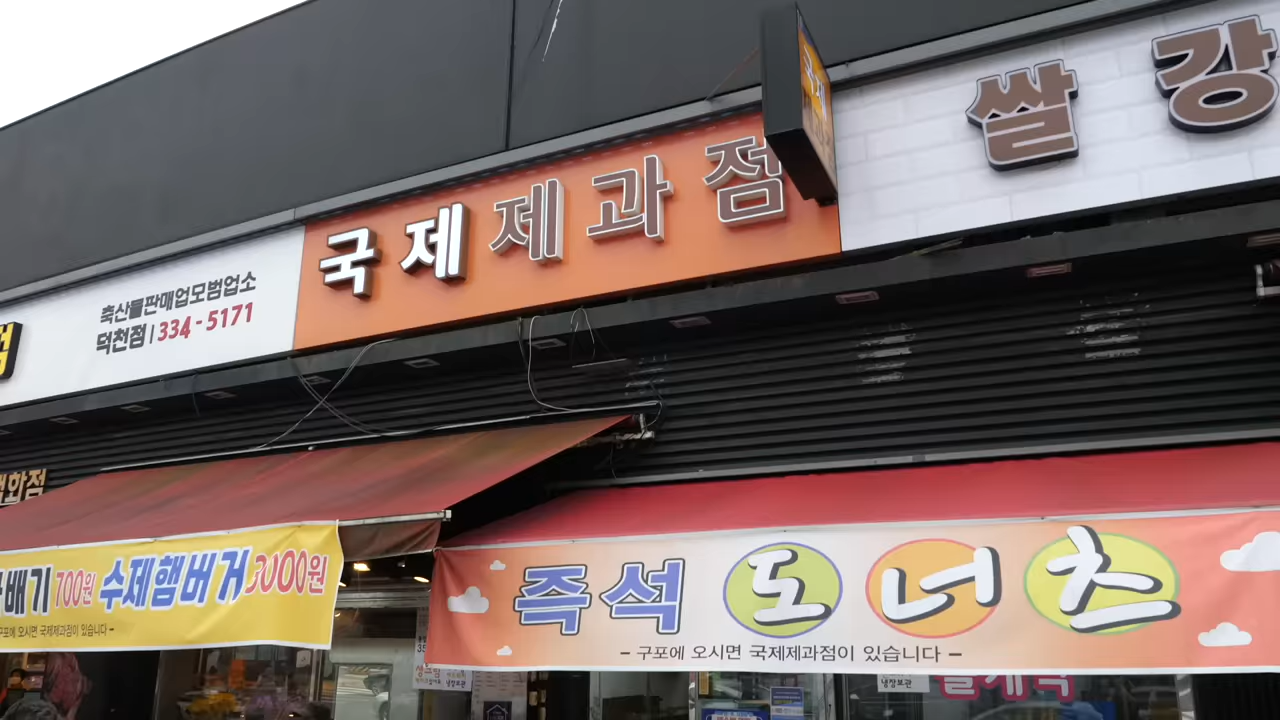 국제제과점
쌀강
국제
축산물판매업모범업소
덕천점 | 334-5171
배기 700원 수제햄버거 3000원
구포에 오시면 국제제과점이 있습니다 -
즉석 도너츠
- 구포에 오시면 국제제과점이 있습니다 -
냉장보관